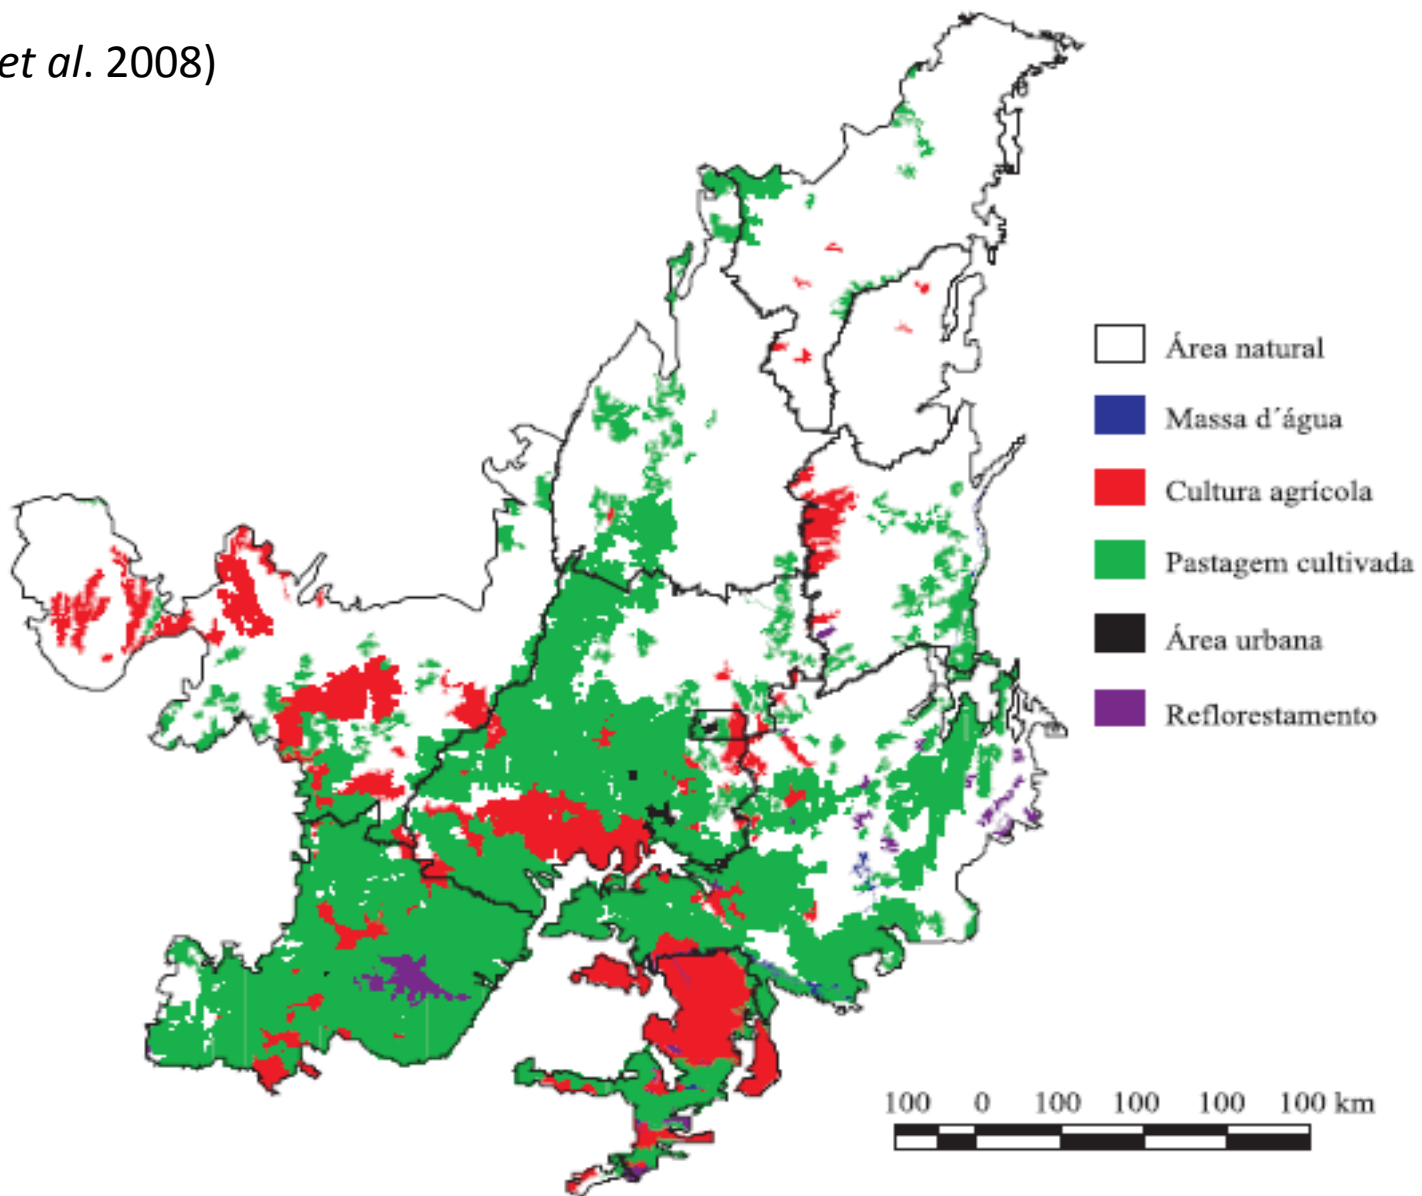 et al. 2008)
Área natural
Massa d´água
Cultura agrícola
Pastagem cultivada
Área urbana
Reflorestamento
100 0 100 100 100 100 km